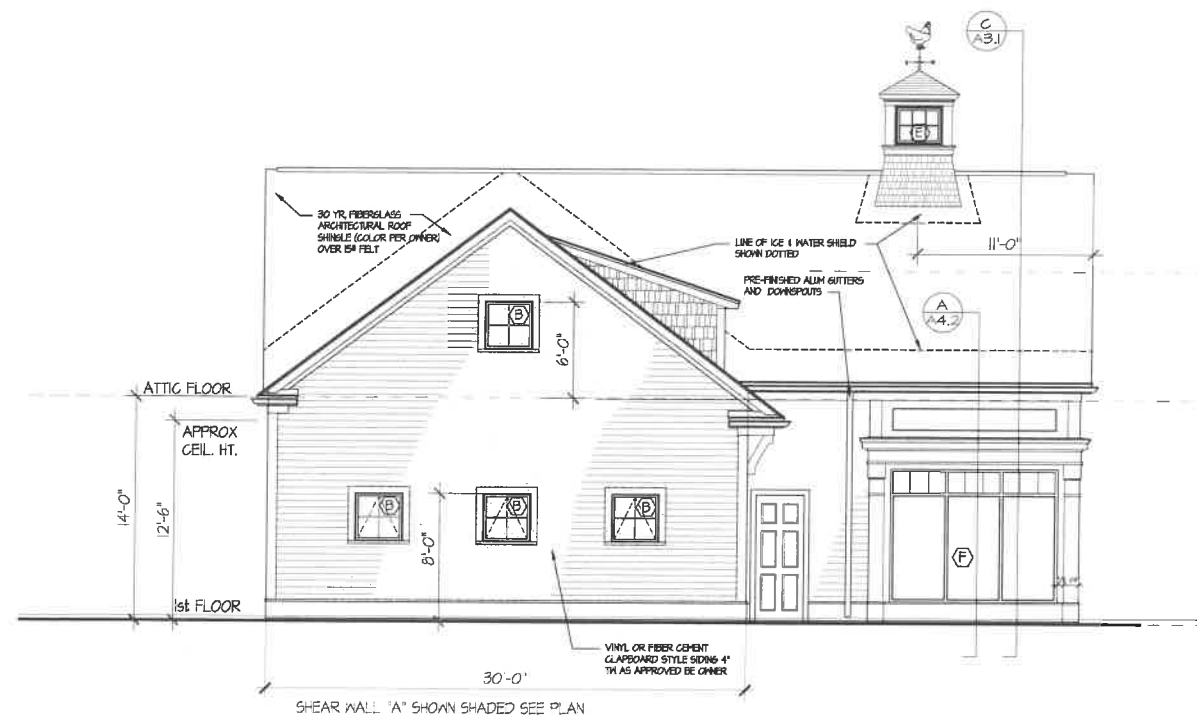 C
A3.1
E
30 YR. FIBERGLASS
ARCHITECTURAL ROOF
SHINGLE (COLOR PER OWNER)
OVER 15# FELT
LINE OF ICE & WATER SHIELD
SHOWN DOTTED
11'-0"
PRE-FINISHED ALUM GUTTERS
AND DOWNSPOUTS
A
A4.2
B
6'-0"
ATTIC FLOOR
APPROX
CEIL. HT.
14'-0"
12'-6"
B
B
B
8'-0"
F
1st FLOOR
VINYL OR FIBER CEMENT
CLAPBOARD STYLE SIDING 4"
TW AS APPROVED BE OWNER
30'-0"
SHEAR WALL "A" SHOWN SHADED SEE PLAN